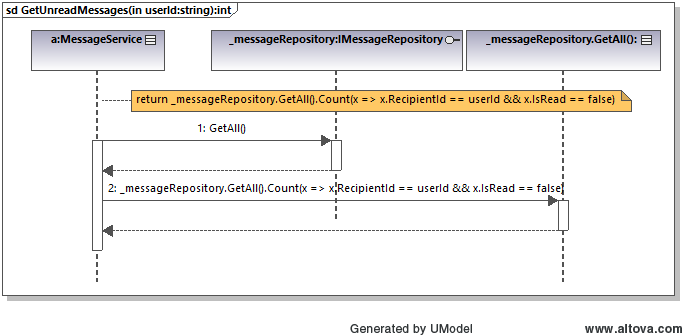 sd GetUnreadMessages(in userId:string):int
a:MessageService
_messageRepository:IMessageRepository
_messageRepository.GetAll():
return _messageRepository.GetAll().Count(x => x.RecipientId == userId && x.IsRead == false)
1: GetAll()
2: _messageRepository.GetAll().Count(x => x.RecipientId == userId && x.IsRead == false)
Generated by UModel
www.altova.com